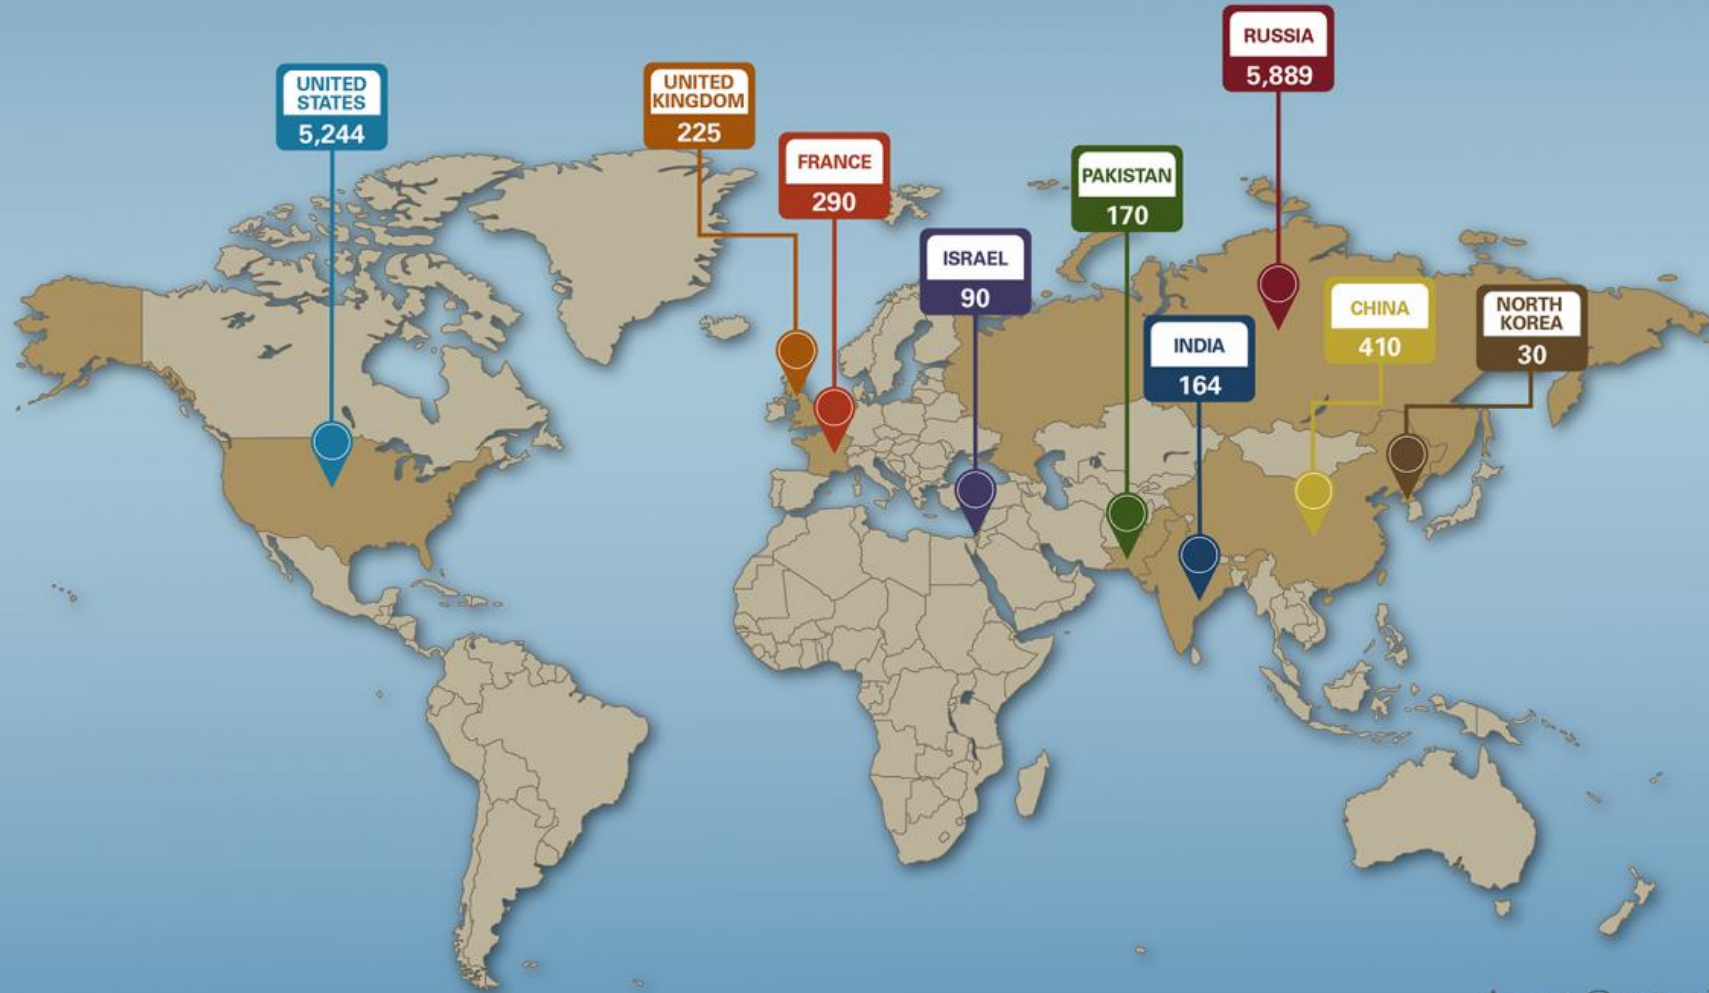 UNITED
STATES
5,244
UNITED
KINGDOM
225
FRANCE
290
ISRAEL
90
PAKISTAN
170
RUSSIA
5,889
INDIA
164
CHINA
410
NORTH
KOREA
30